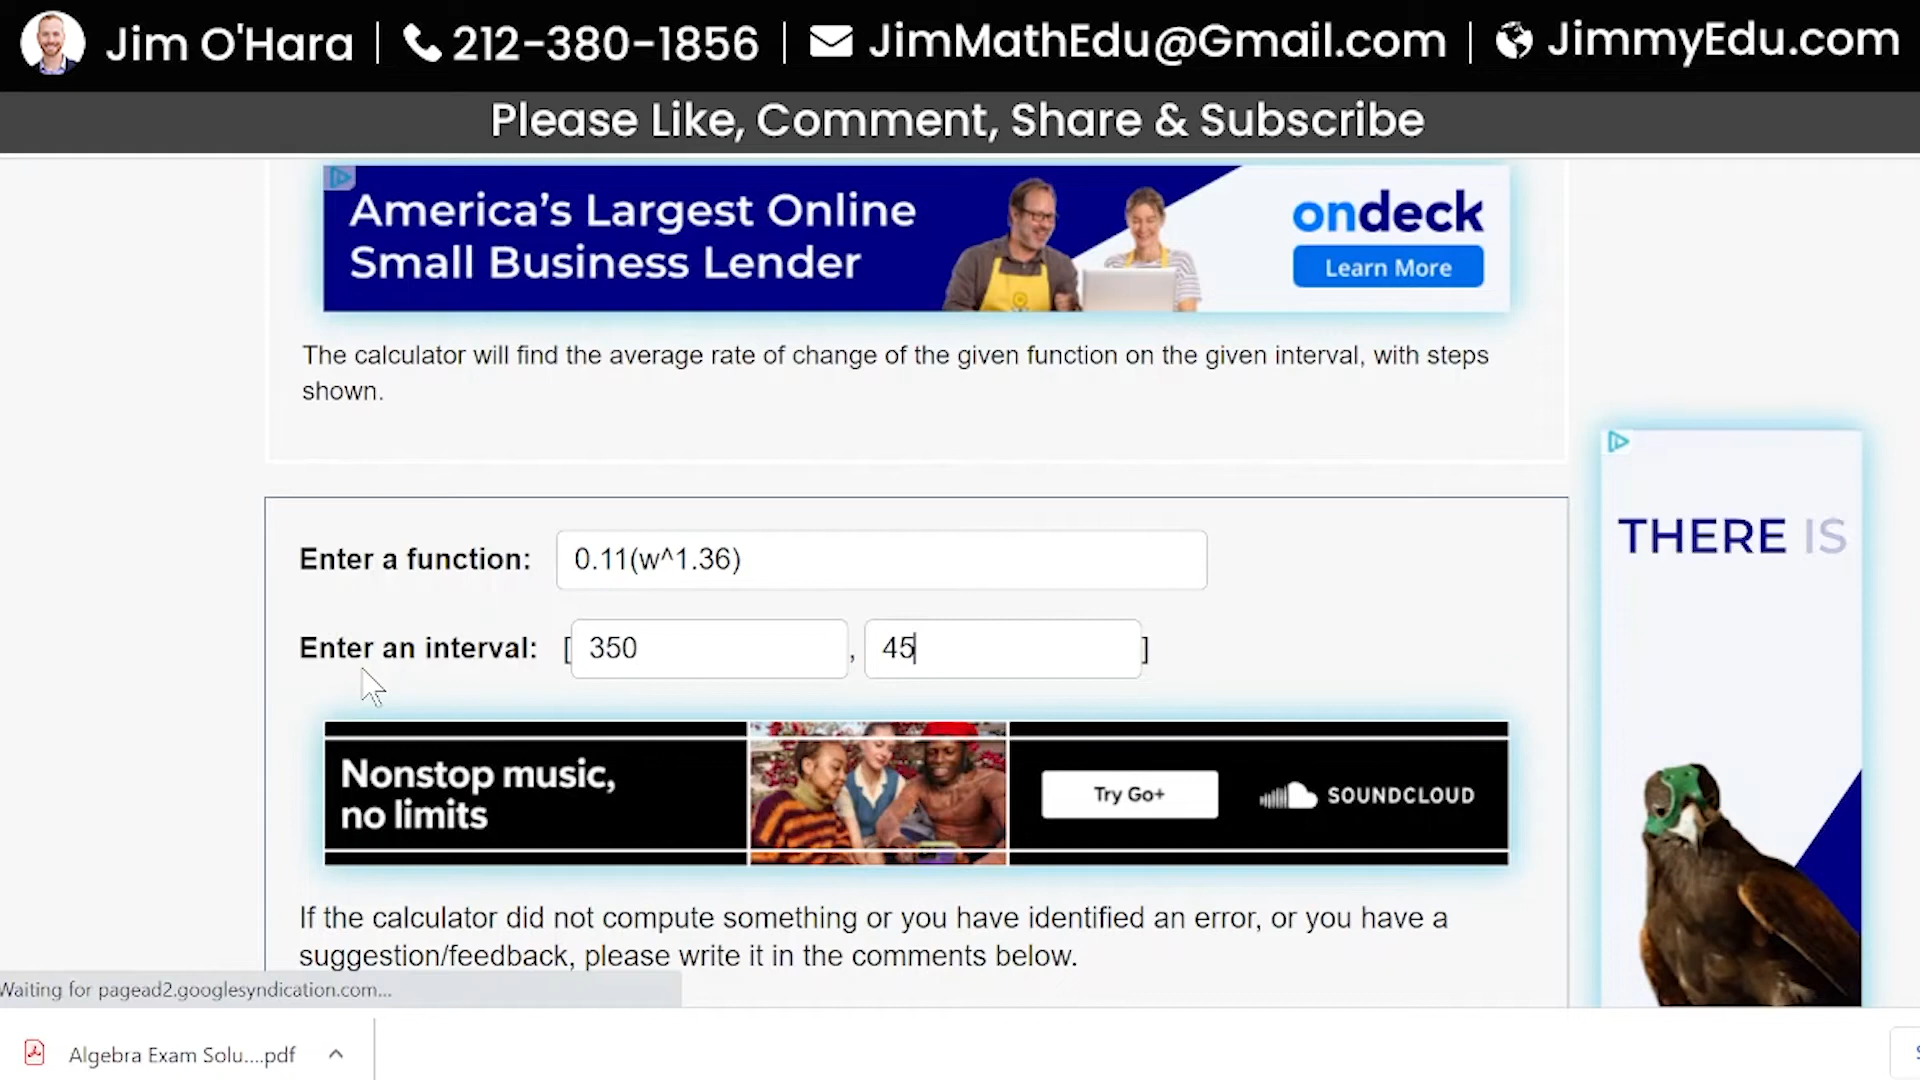 Jim O'Hara | 212-380-1856 | JimMathEdu@Gmail.com | JimmyEdu.com
Please Like, Comment, Share & Subscribe
America's Largest Online
Small Business Lender
ondeck
Learn More
The calculator will find the average rate of change of the given function on the given interval, with steps
shown.
THERE IS
Enter a function: 0.11(w^1.36)
Enter an interval: [ 350 , 45 ]
Nonstop music,
no limits
Try Go+
SOUNDCLOUD
If the calculator did not compute something or you have identified an error, or you have a
suggestion/feedback, please write it in the comments below.
Waiting for pagead2.googlesyndication.com...
Algebra Exam Solu....pdf